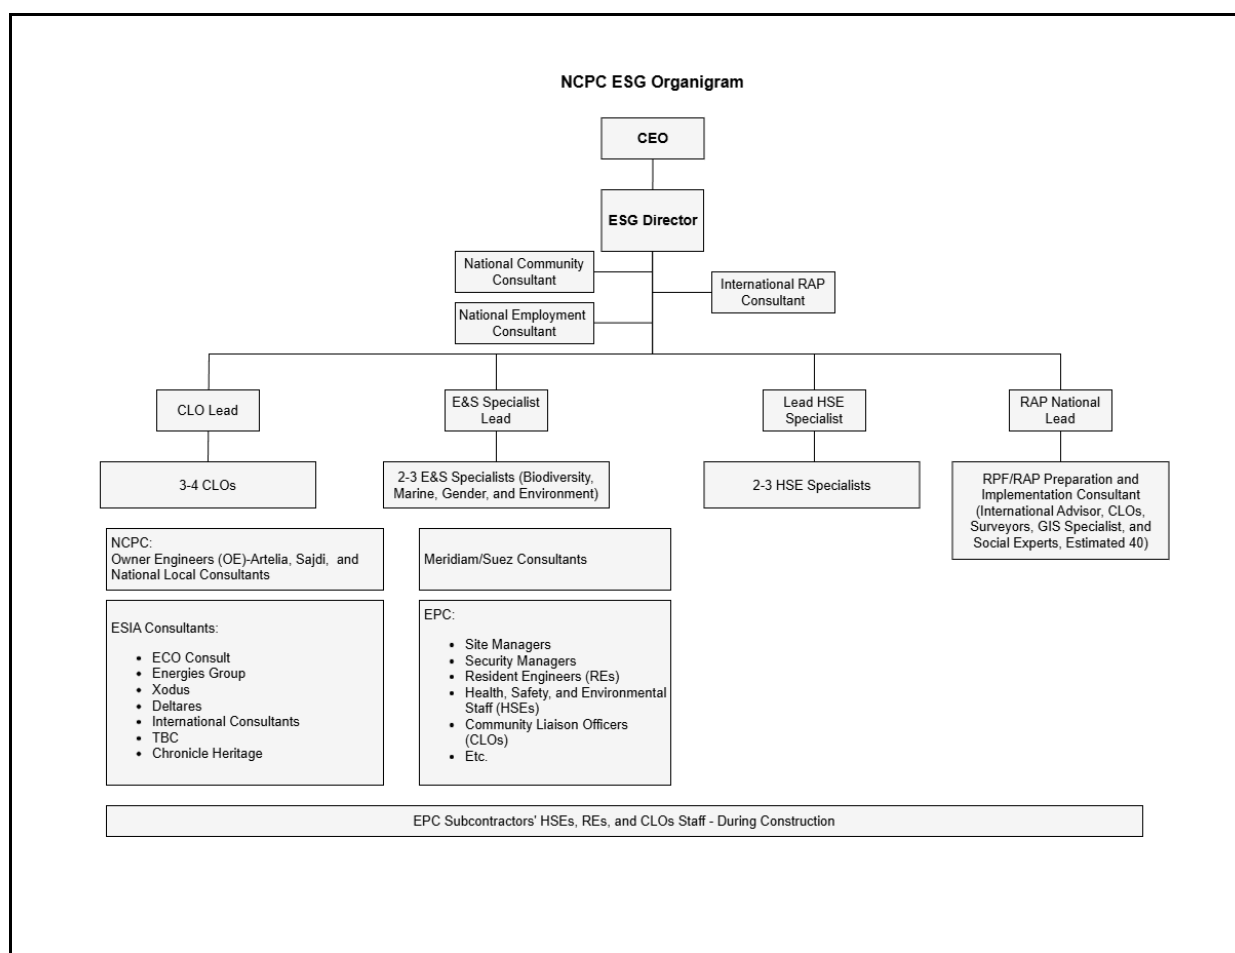 NCPC ESG Organigram
CEO
ESG Director
National Community
Consultant
International RAP
Consultant
National Employment
Consultant
CLO Lead
E&S Specialist
Lead
Lead HSE
Specialist
RAP National
Lead
3-4 CLOs
2-3 E&S Specialists (Biodiversity,
Marine, Gender, and Environment)
2-3 HSE Specialists
RPF/RAP Preparation and
Implementation Consultant
(International Advisor, CLOs,
Surveyors, GIS Specialist, and
Social Experts, Estimated 40)
NCPC:
Owner Engineers (OE)-Artelia, Sajdi, and
National Local Consultants
Meridiam/Suez Consultants
ESIA Consultants:
• ECO Consult
• Energies Group
• Xodus
• Deltares
• International Consultants
• TBC
• Chronicle Heritage
EPC:
• Site Managers
• Security Managers
• Resident Engineers (REs)
• Health, Safety, and Environmental
Staff (HSEs)
• Community Liaison Officers
(CLOs)
• Etc.
EPC Subcontractors' HSEs, REs, and CLOs Staff - During Construction